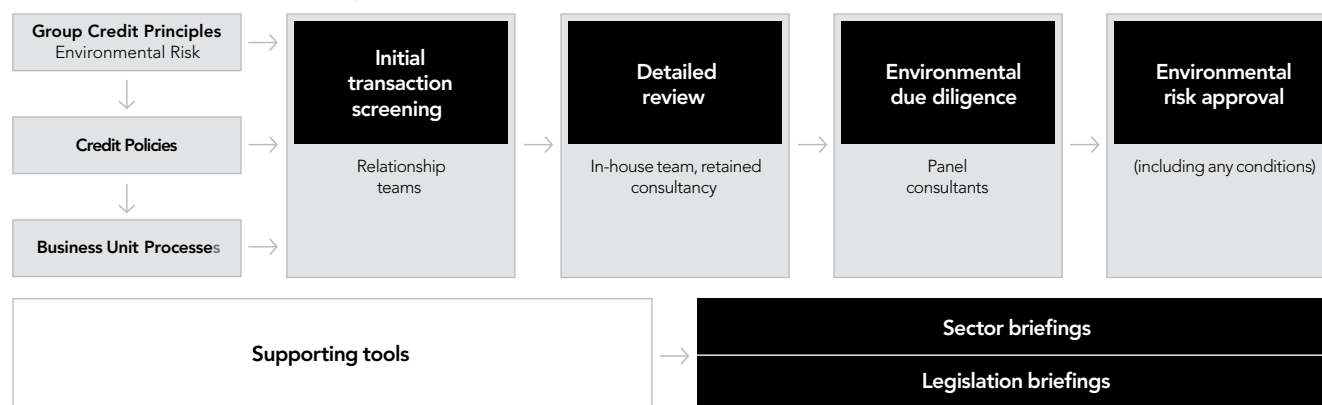 Group Credit Principles
Environmental Risk
Credit Policies
Business Unit Processes
Initial
transaction
screening
Relationship
teams
Detailed
review
In-house team, retained
consultancy
Environmental
due diligence
Panel
consultants
Environmental
risk approval
(including any conditions)
Supporting tools
Sector briefings
Legislation briefings